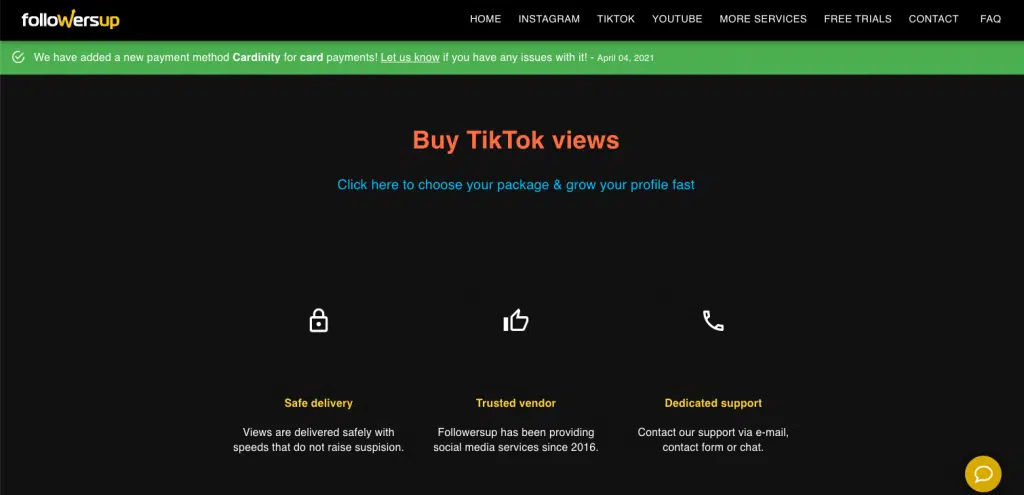 followersup
HOME INSTAGRAM TIKTOK YOUTUBE MORE SERVICES FREE TRIALS CONTACT FAQ
We have added a new payment method Cardinity for card payments! Let us know if you have any issues with it! - April 04, 2021
Buy TikTok views
Click here to choose your package & grow your profile fast
Safe delivery
Views are delivered safely with
speeds that do not raise suspision.
Trusted vendor
Followersup has been providing
social media services since 2016.
Dedicated support
Contact our support via e-mail,
contact form or chat.